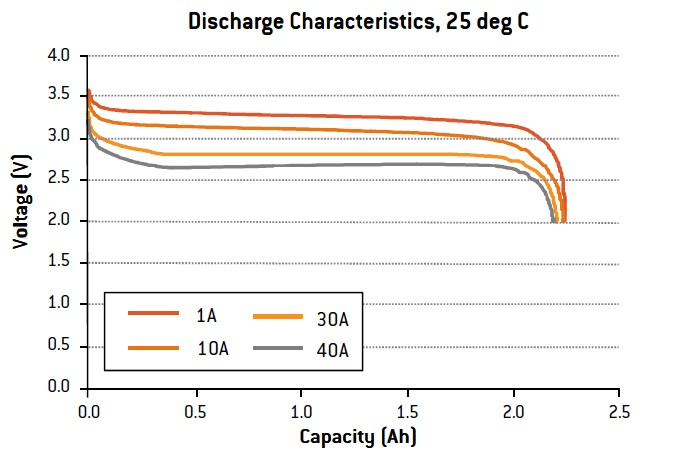 Discharge Characteristics, 25 deg C
4.0
3.5
3.0
2.5
2.0
1.5
1.0
0.5
0.0
Voltage (V)
1A
30A
10A
40A
0.0 0.5 1.0 1.5 2.0 2.5
Capacity (Ah)